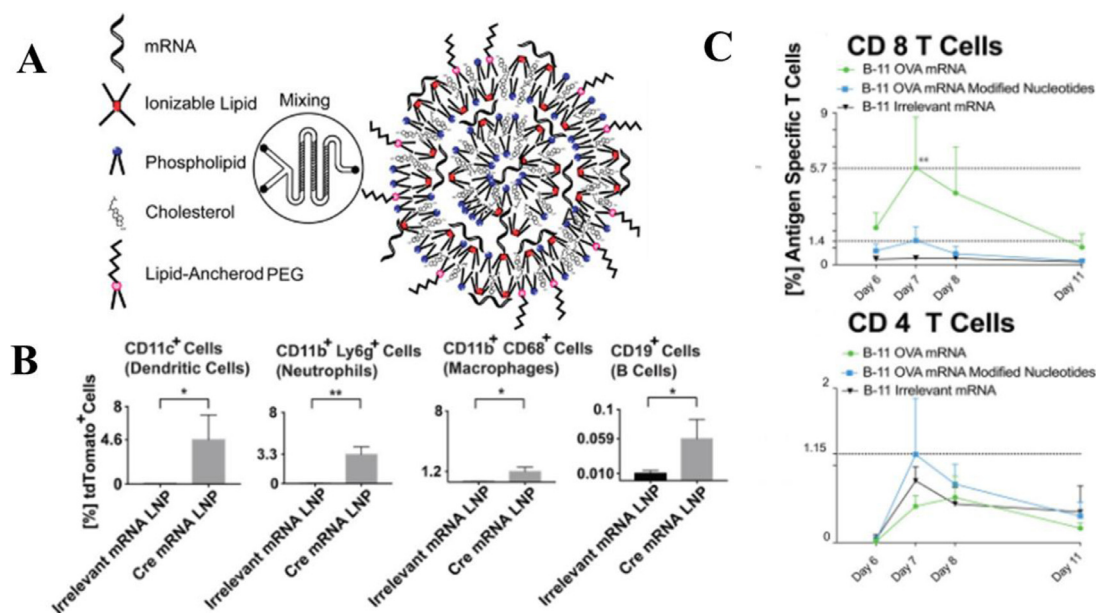 A
mRNA
Ionizable Lipid
Phospholipid
Cholesterol
Lipid-Ancherod PEG
Mixing
B
[%] tdTomato+ Cells
CD11c+ Cells
(Dendritic Cells)
8
4.6
0
*
Irrelevant mRNA LNP
Cre mRNA LNP
CD11b+ Ly6g+ Cells
(Neutrophils)
8
3.3
0
**
Irrelevant mRNA LNP
Cre mRNA LNP
CD11b+ CD68+ Cells
(Macrophages)
8
1.2
*
Irrelevant mRNA LNP
Cre mRNA LNP
CD19+ Cells
(B Cells)
0.1
0.059
0.010
*
Irrelevant mRNA LNP
Cre mRNA LNP
C
[%] Antigen Specific T Cells
CD 8 T Cells
B-11 OVA mRNA
B-11 OVA mRNA Modified Nucleotides
B-11 Irrelevant mRNA
9
5.7
1.4
0
**
Day 6
Day 7
Day 8
Day 11
CD 4 T Cells
B-11 OVA mRNA
B-11 OVA mRNA Modified Nucleotides
B-11 Irrelevant mRNA
2
1.15
0
Day 6
Day 7
Day 8
Day 11